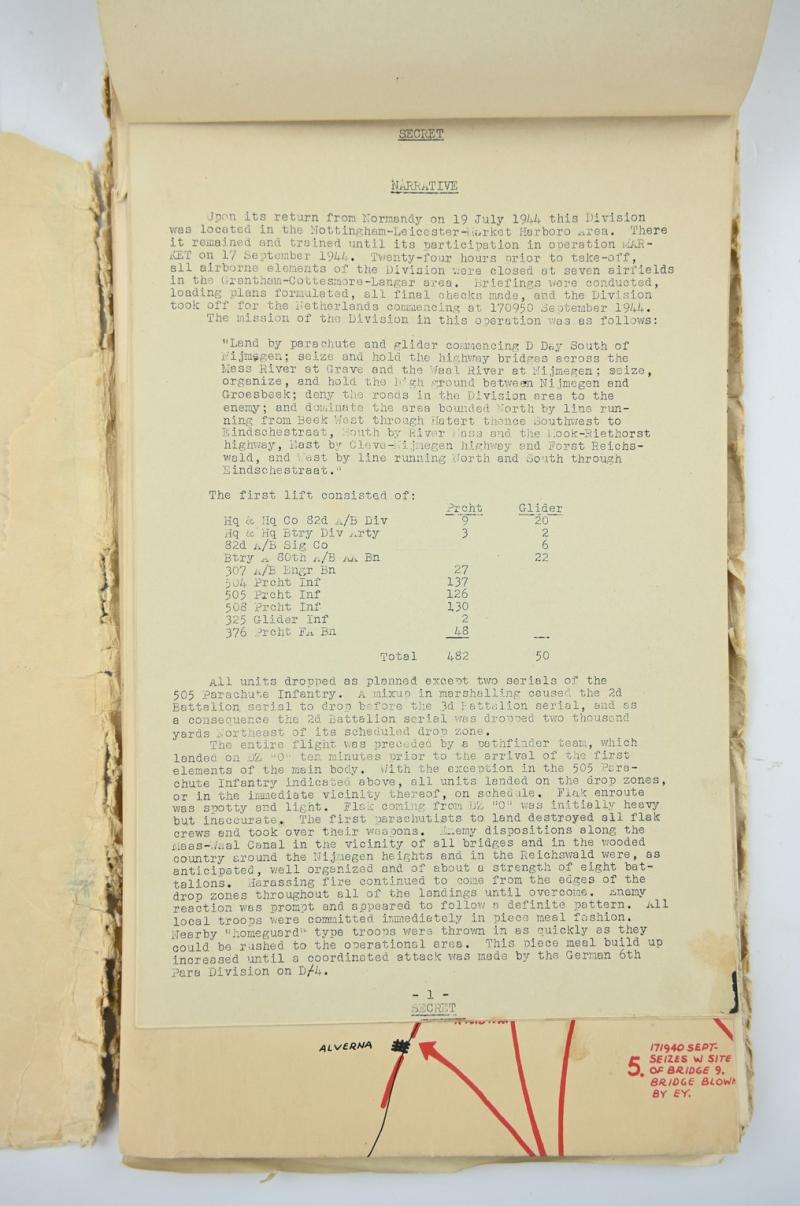 SECRET
NARRATIVE
Upon its return from Normandy on 19 July 1944 this Division
was located in the Nottingham-Leicester-Market Harboro Area. There
it remained and trained until its participation in operation MAR-
KET on 17 September 1944. Twenty-four hours prior to take-off,
all airborne elements of the Division were closed at seven airfields
in the Grantham-Cottesmore-Langar area. Briefings were conducted,
loading plans formulated, all final checks made, and the Division
took off for the Netherlands commencing at 170950 September 1944.
The mission of the Division in this operation was as follows:
"Land by parachute and glider commencing D Day South of
Nijmegen; seize and hold the highway bridges across the
Maas River at Grave and the Waal River at Nijmegen; seize,
organize, and hold the high ground between Nijmegen and
Groesbeek; deny the roads in the Division area to the
enemy; and dominate the area bounded North by line run-
ning from Beek West through Hatert thence Southwest to
Eindschestraat, South by River Maas and the Mook-Riethorst
highway, East by Cleve-Nijmegen highway and Forst Reichs-
wald, and West by line running North and South through
Eindschestraat."
The first lift consisted of:
Prcht Glider
Hq & Hq Co 82d A/B Div 9 20
Hq & Hq Btry Div Arty 3 2
82d A/B Sig Co 6
Btry A 80th A/B AA Bn 22
307 A/B Engr Bn 27
504 Prcht Inf 137
505 Prcht Inf 126
508 Prcht Inf 130
325 Glider Inf 2
376 Prcht FA Bn 48
Total 482 50
All units dropped as planned except two serials of the
505 Parachute Infantry. A mixup in marshalling caused the 2d
Battalion serial to drop before the 3d Battalion serial, and as
a consequence the 2d Battalion serial was dropped two thousand
yards Northeast of its scheduled drop zone.
The entire flight was preceded by a pathfinder team, which
landed on DZ "O" ten minutes prior to the arrival of the first
elements of the main body. With the exception in the 505 Para-
chute Infantry indicated above, all units landed on the drop zones,
or in the immediate vicinity thereof, on schedule. Flak enroute
was spotty and light. Flak coming from DZ "O" was initially heavy
but inaccurate. The first parachutists to land destroyed all flak
crews and took over their weapons. Enemy dispositions along the
Maas-Waal Canal in the vicinity of all bridges and in the wooded
country around the Nijmegen heights and in the Reichswald were, as
anticipated, well organized and of about a strength of eight bat-
talions. Harassing fire continued to come from the edges of the
drop zones throughout all of the landings until overcome. Enemy
reaction was prompt and appeared to follow a definite pattern. All
local troops were committed immediately in piece meal fashion.
Nearby "homeguard" type troops were thrown in as quickly as they
could be rushed to the operational area. This piece meal build up
increased until a coordinated attack was made by the German 6th
Para Division on D/4.
- 1 -
SECRET
ALVERNA
5. 171940 SEPT-
SEIZES W SITE
OF BRIDGE 9.
BRIDGE BLOWN
BY EY.